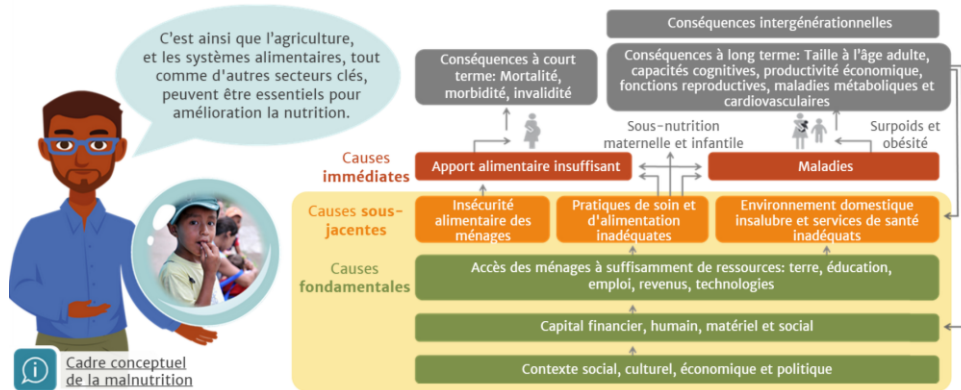 C'est ainsi que l'agriculture,
et les systèmes alimentaires, tout
comme d'autres secteurs clés,
peuvent être essentiels pour
amélioration la nutrition.
Cadre conceptuel
de la malnutrition
Conséquences intergénérationnelles
Conséquences à court
terme: Mortalité,
morbidité, invalidité
Conséquences à long terme: Taille à l'âge adulte,
capacités cognitives, productivité économique,
fonctions reproductives, maladies métaboliques et
cardiovasculaires
Sous-nutrition
maternelle et infantile
Surpoids et
obésité
Causes
immédiates
Apport alimentaire insuffisant
Maladies
Causes sous-
jacentes
Insécurité
alimentaire des
ménages
Pratiques de soin et
d'alimentation
inadéquates
Environnement domestique
insalubre et services de santé
inadéquats
Causes
fondamentales
Accès des ménages à suffisamment de ressources: terre, éducation,
emploi, revenus, technologies
Capital financier, humain, matériel et social
Contexte social, culturel, économique et politique